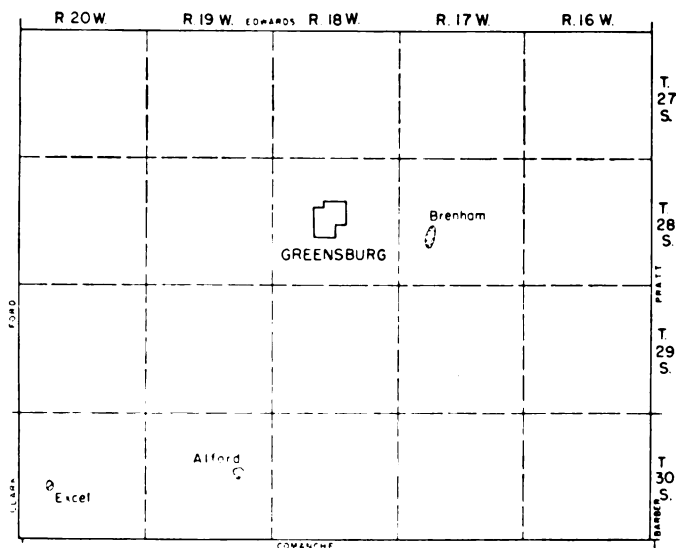 R 20 W. R 19 W. EDWARDS R. 18 W. R. 17 W. R. 16 W.
T.
27
S.
Brenham
T
28
S.
GREENSBURG
PRATT
FORD
T.
29
S.
Alford
T
30
S.
Excel
CLARK
BARBER
COMANCHE